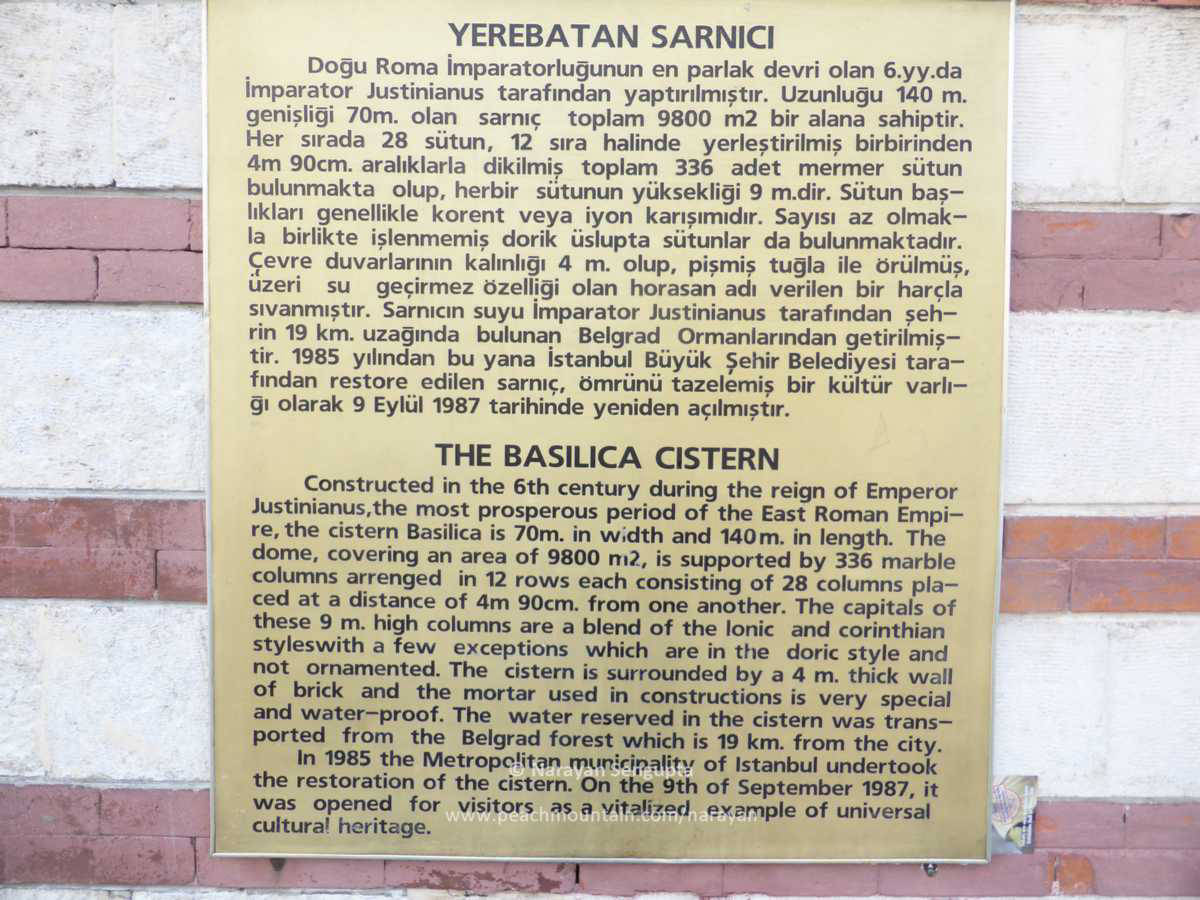 YEREBATAN SARNICI
Doğu Roma İmparatorluğunun en parlak devri olan 6.yy.da
İmparator Justinianus tarafından yaptırılmıştır. Uzunluğu 140 m.
genişliği 70m. olan sarnıç toplam 9800 m2 bir alana sahiptir.
Her sırada 28 sütun, 12 sıra halinde yerleştirilmiş birbirinden
4m 90cm. aralıklarla dikilmiş toplam 336 adet mermer sütun
bulunmakta olup, herbir sütunun yüksekliği 9 m.dir. Sütun baş–
lıkları genellikle korent veya iyon karışımıdır. Sayısı az olmak–
la birlikte işlenmemiş dorik üslupta sütunlar da bulunmaktadır.
Çevre duvarlarının kalınlığı 4 m. olup, pişmiş tuğla ile örülmüş,
üzeri su geçirmez özelliği olan horasan adı verilen bir harçla
sıvanmıştır. Sarnıcın suyu İmparator Justinianus tarafından şeh–
rin 19 km. uzağında bulunan Belgrad Ormanlarından getirilmiş–
tir. 1985 yılından bu yana İstanbul Büyük Şehir Belediyesi tara–
fından restore edilen sarnıç, ömrünü tazelemiş bir kültür varlı–
ğı olarak 9 Eylül 1987 tarihinde yeniden açılmıştır.
THE BASILICA CISTERN
Constructed in the 6th century during the reign of Emperor
Justinianus,the most prosperous period of the East Roman Empi–
re, the cistern Basilica is 70m. in width and 140m. in length. The
dome, covering an area of 9800 m2, is supported by 336 marble
columns arrenged in 12 rows each consisting of 28 columns pla–
ced at a distance of 4m 90cm. from one another. The capitals of
these 9 m. high columns are a blend of the Ionic and corinthian
styleswith a few exceptions which are in the doric style and
not ornamented. The cistern is surrounded by a 4 m. thick wall
of brick and the mortar used in constructions is very special
and water–proof. The water reserved in the cistern was trans–
ported from the Belgrad forest which is 19 km. from the city.
In 1985 the Metropolitan municipality of Istanbul undertook
© Narayan Sengupta
the restoration of the cistern. On the 9th of September 1987, it
was opened for visitors as a vitalized example of universal
www.peachmountain.com/narayan
cultural heritage.